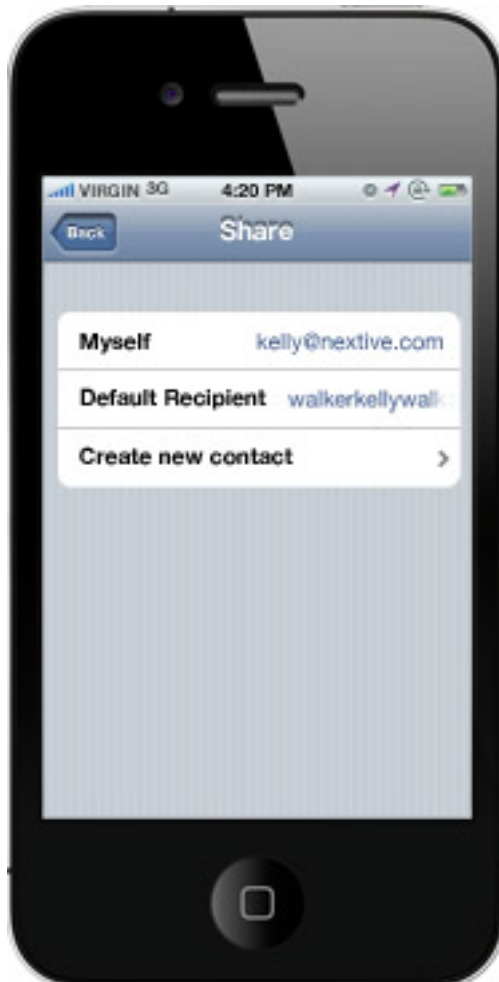 VIRGIN 3G 4:20 PM
Back Share
Myself kelly@nextive.com
Default Recipient walkerkellywalk
Create new contact